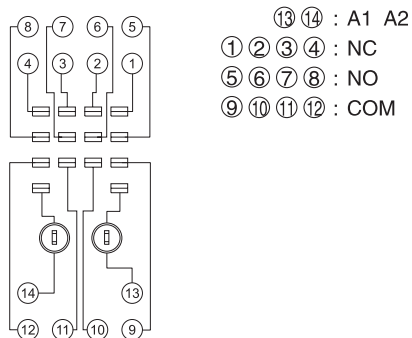 ⑧ ⑦ ⑥ ⑤
④ ③ ② ①
⑭ ⑬
⑫ ⑪ ⑩ ⑨
⑬ ⑭ : A1 A2
① ② ③ ④ : NC
⑤ ⑥ ⑦ ⑧ : NO
⑨ ⑩ ⑪ ⑫ : COM